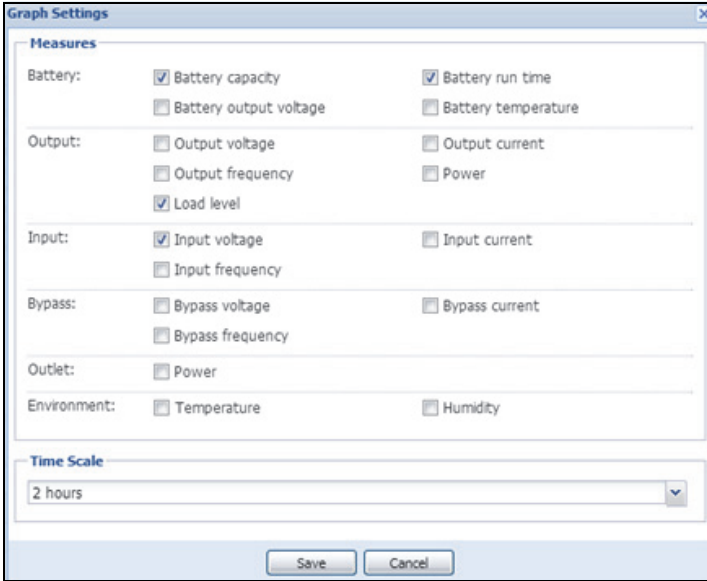 Graph Settings
Measures
Battery: Battery capacity Battery run time
Battery output voltage Battery temperature
Output: Output voltage Output current
Output frequency Power
Load level
Input: Input voltage Input current
Input frequency
Bypass: Bypass voltage Bypass current
Bypass frequency
Outlet: Power
Environment: Temperature Humidity
Time Scale
2 hours
Save Cancel